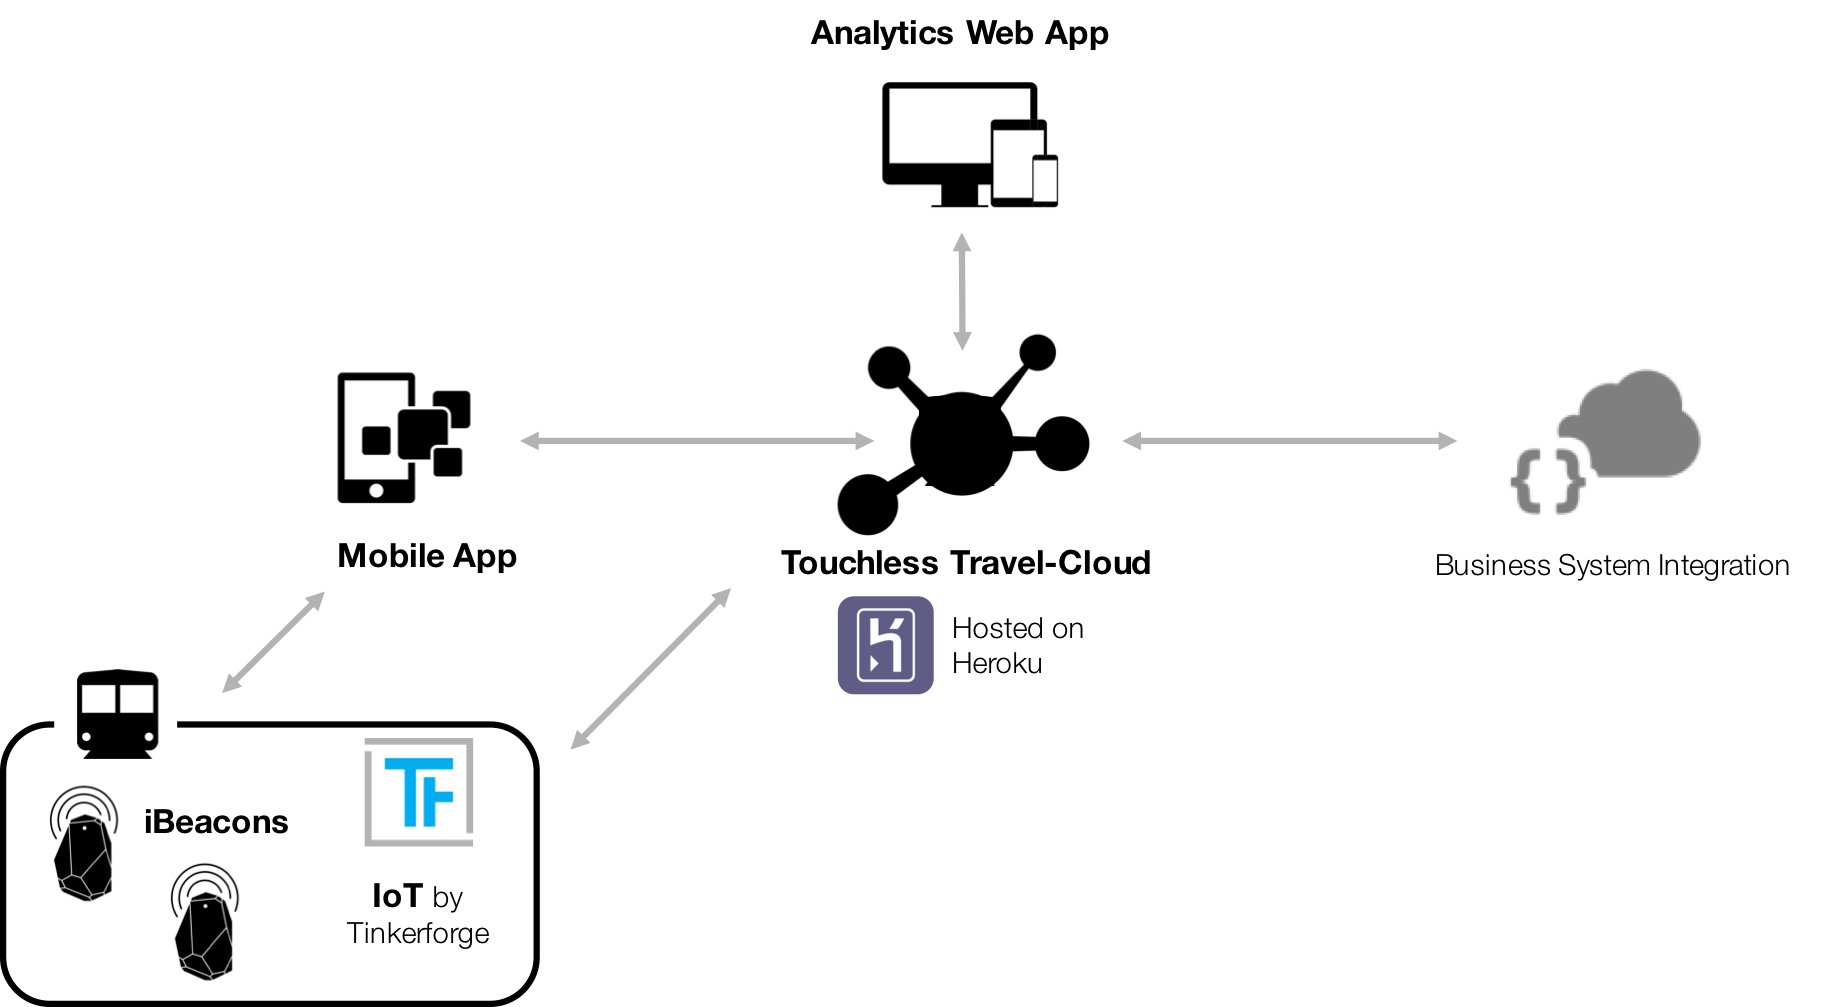 Analytics Web App
Mobile App
Touchless Travel-Cloud
Hosted on
Heroku
{ }
Business System Integration
iBeacons
TF
IoT by
Tinkerforge